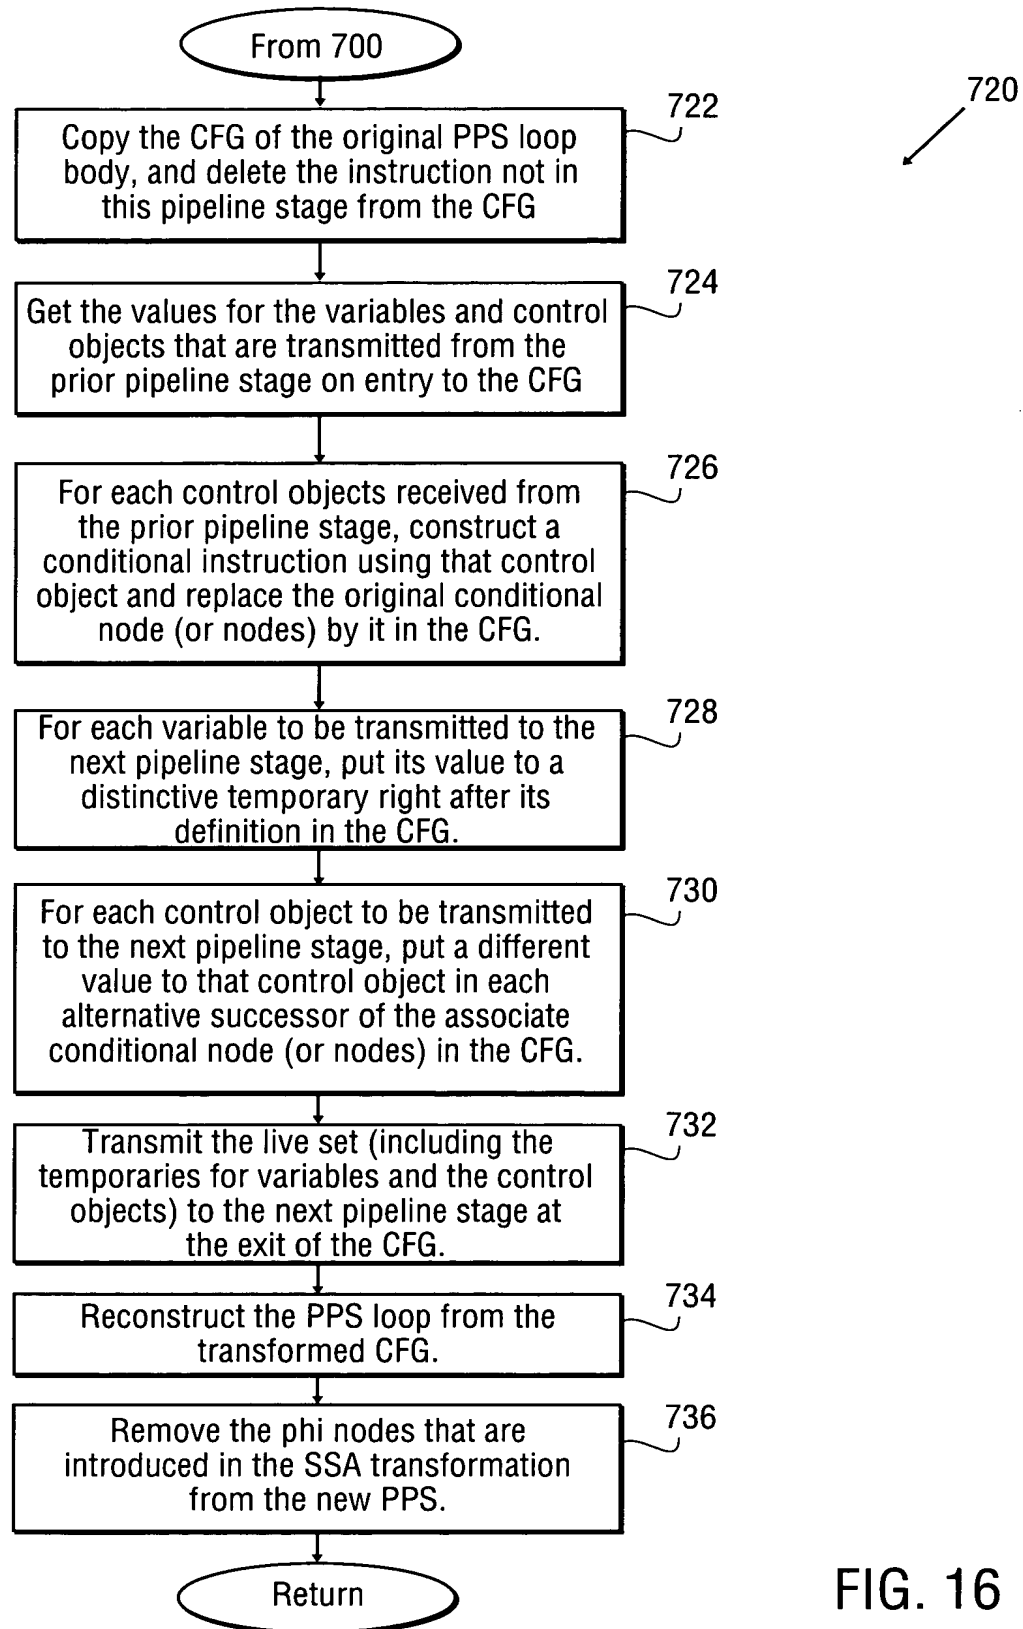 From 700
720
722
Copy the CFG of the original PPS loop
body, and delete the instruction not in
this pipeline stage from the CFG
724
Get the values for the variables and control
objects that are transmitted from the
prior pipeline stage on entry to the CFG
726
For each control objects received from
the prior pipeline stage, construct a
conditional instruction using that control
object and replace the original conditional
node (or nodes) by it in the CFG.
728
For each variable to be transmitted to the
next pipeline stage, put its value to a
distinctive temporary right after its
definition in the CFG.
730
For each control object to be transmitted
to the next pipeline stage, put a different
value to that control object in each
alternative successor of the associate
conditional node (or nodes) in the CFG.
732
Transmit the live set (including the
temporaries for variables and the control
objects) to the next pipeline stage at
the exit of the CFG.
734
Reconstruct the PPS loop from the
transformed CFG.
736
Remove the phi nodes that are
introduced in the SSA transformation
from the new PPS.
Return
FIG. 16